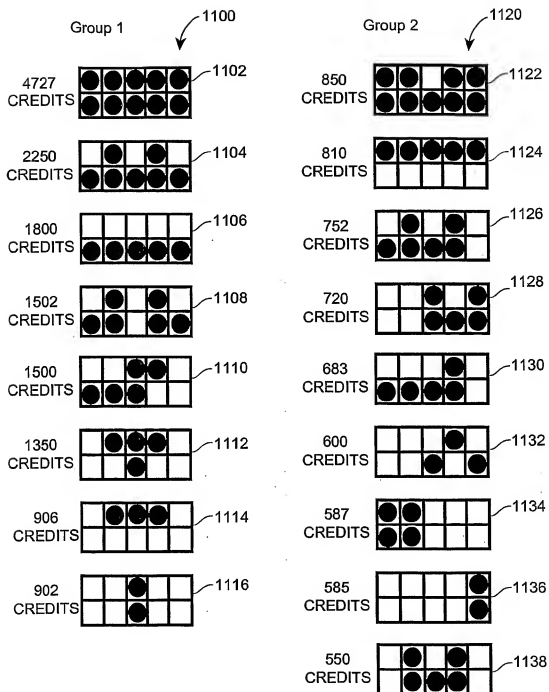 Group 1
1100
4727
CREDITS
1102
2250
CREDITS
1104
1800
CREDITS
1106
1502
CREDITS
1108
1500
CREDITS
1110
1350
CREDITS
1112
906
CREDITS
1114
902
CREDITS
1116
Group 2
1120
850
CREDITS
1122
810
CREDITS
1124
752
CREDITS
1126
720
CREDITS
1128
683
CREDITS
1130
600
CREDITS
1132
587
CREDITS
1134
585
CREDITS
1136
550
CREDITS
1138